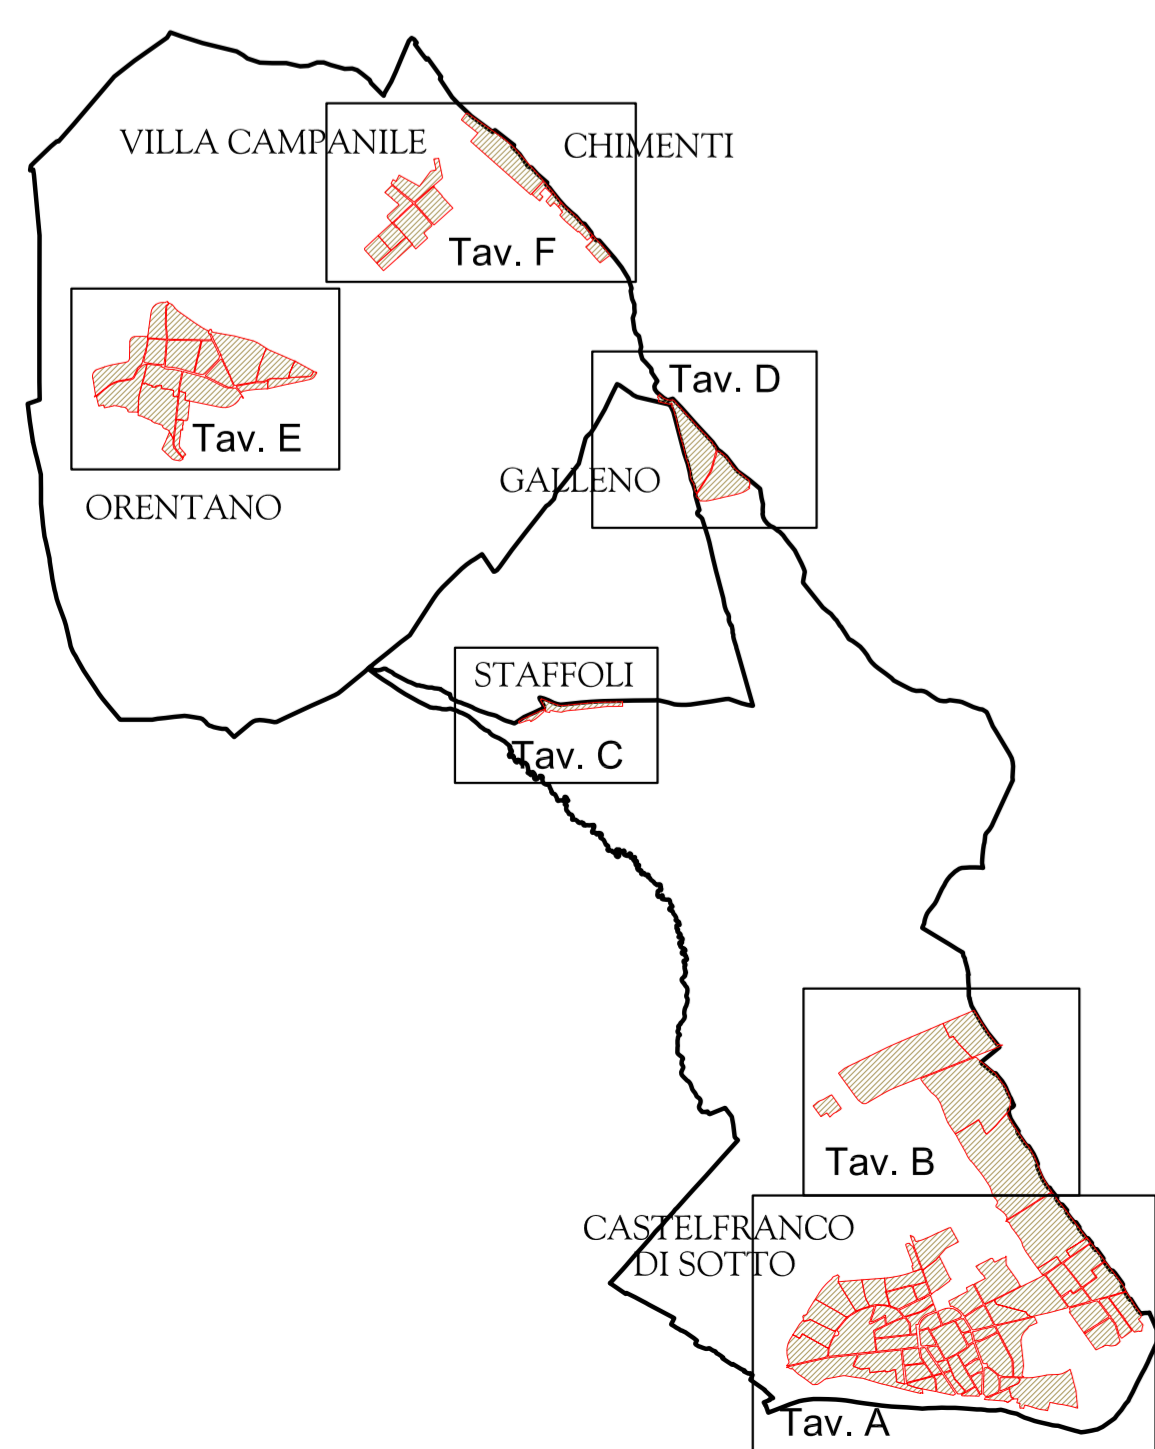 VILLA CAMPANILE
CHIMENTI
Tav. F
Tav. D
Tav. E
GALLENO
ORENTANO
STAFFOLI
Tav. C
Tav. B
CASTELFRANCO
DI SOTTO
Tav. A